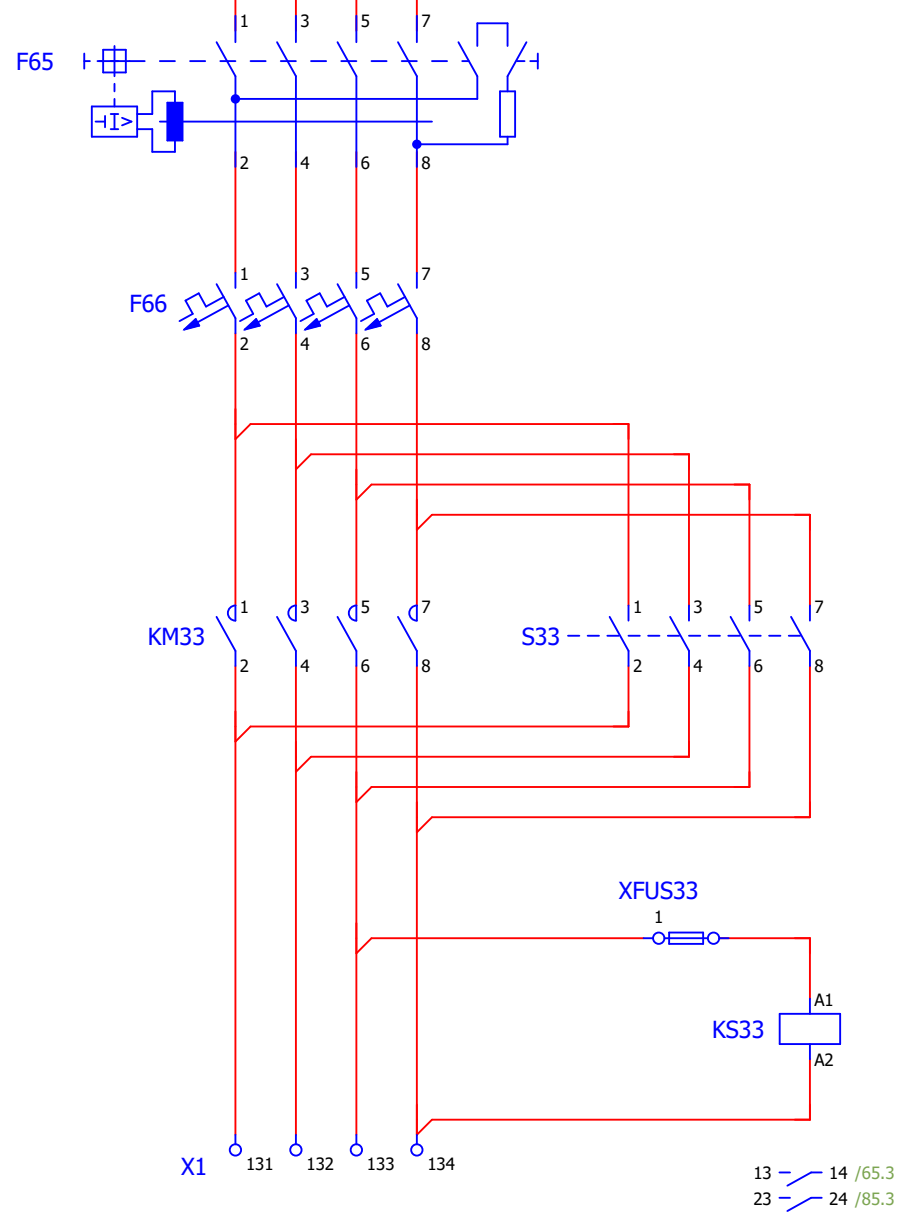 1 3 5 7
F65
I>
2 4 6 8
1 3 5 7
F66
2 4 6 8
1 3 5 7 1 3 5 7
KM33 S33
2 4 6 8 2 4 6 8
XFUS33
1
A1
KS33
A2
X1 131 132 133 134
13 14 /65.3
23 24 /85.3